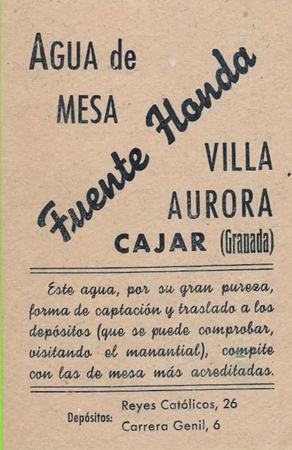 AGUA de
MESA
Fuente Honda
VILLA
AURORA
CAJAR (Granada)
Este agua, por su gran pureza,
forma de captación y traslado a los
depósitos (que se puede comprobar,
visitando el manantial), compite
con las de mesa más acreditadas.
Depósitos: Reyes Católicos, 26
Carrera Genil, 6